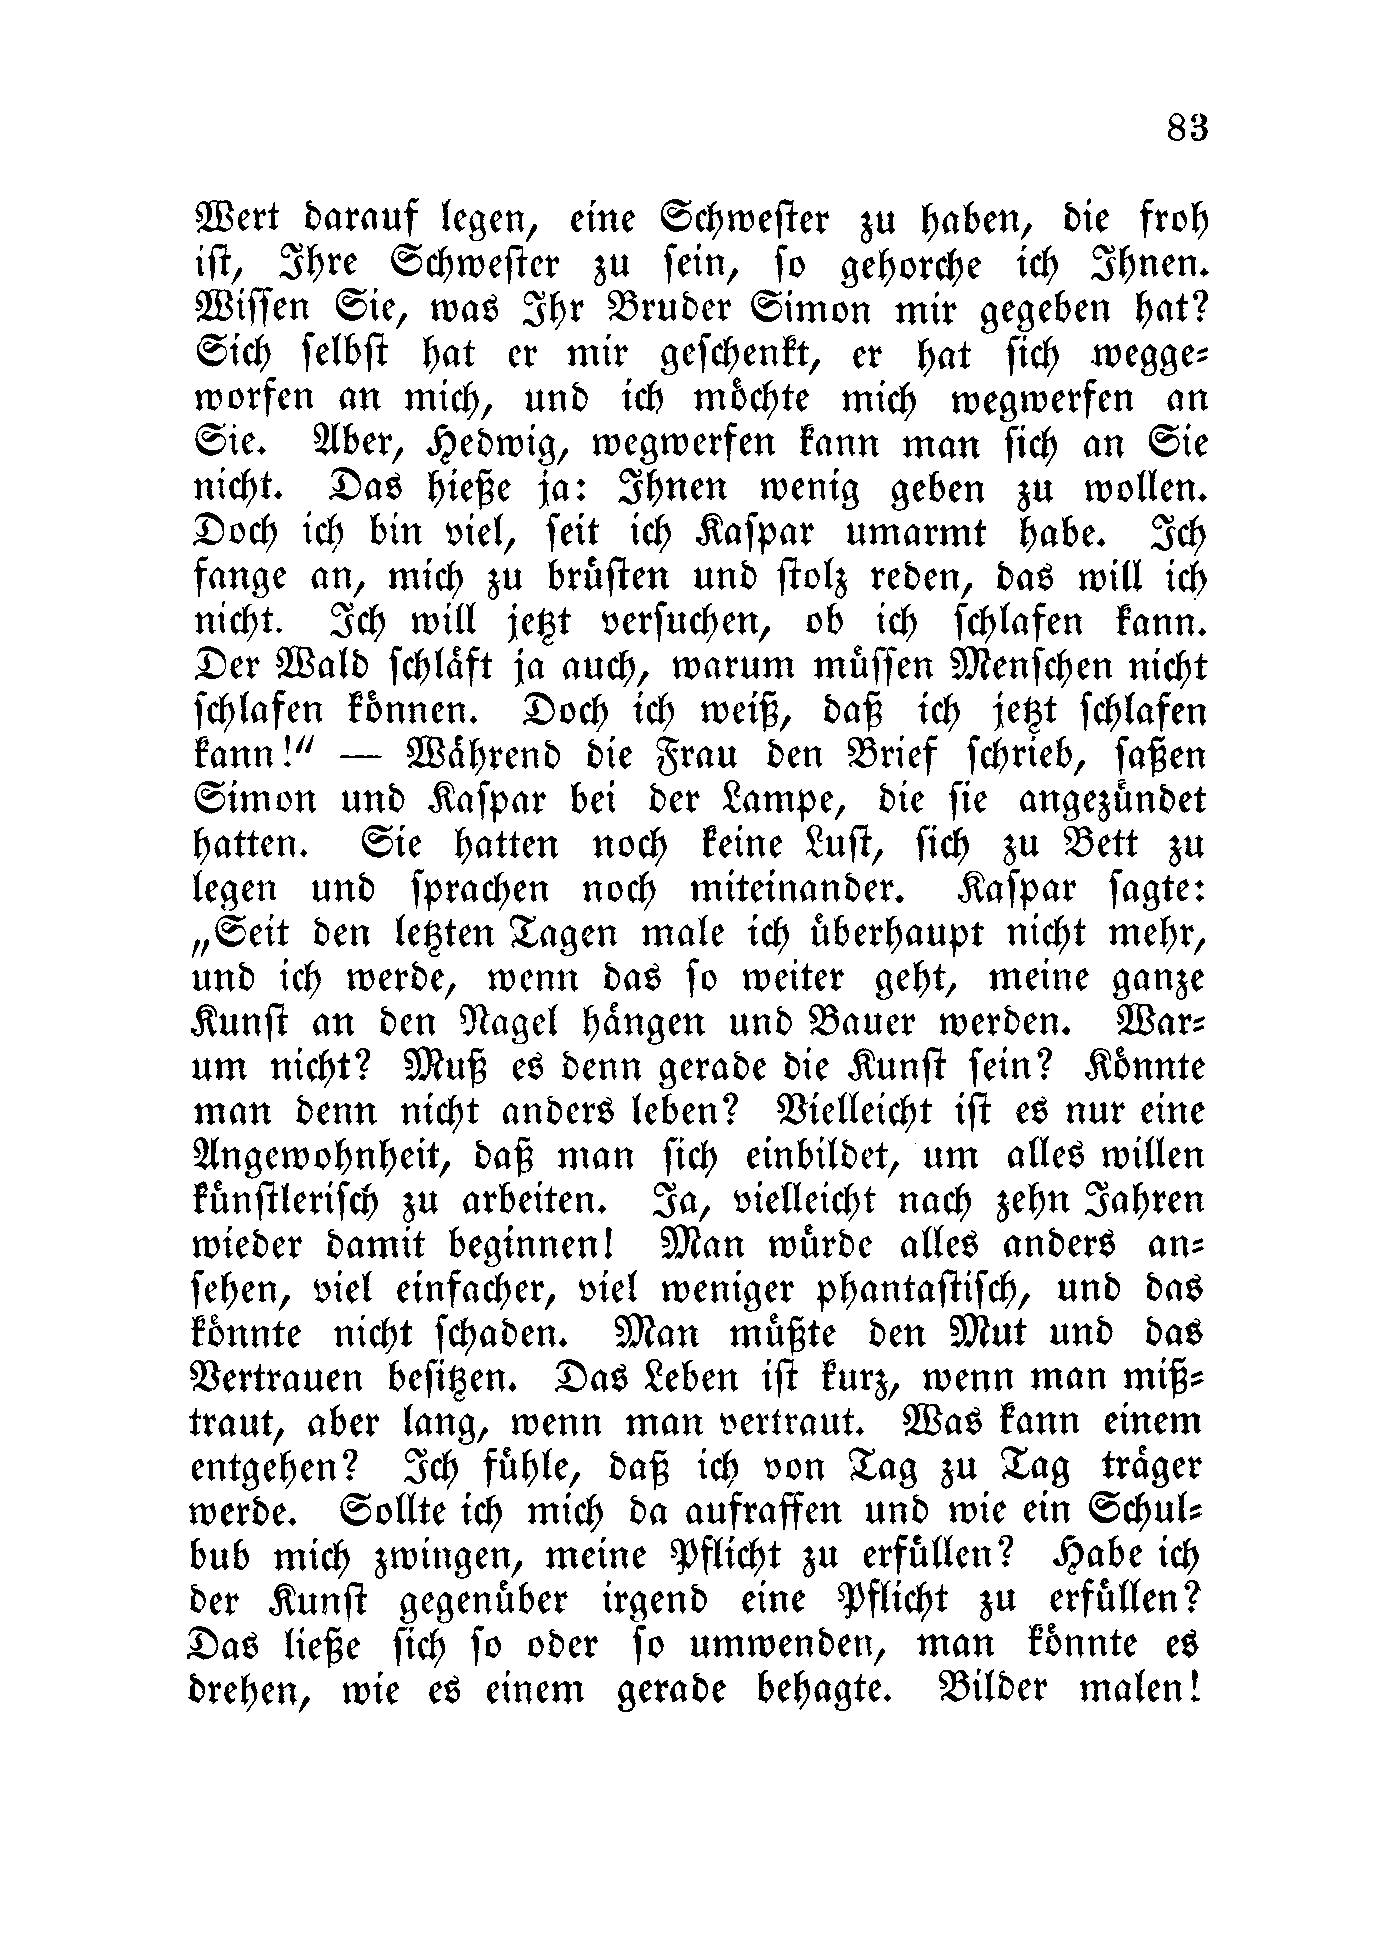 83
Wert darauf legen, eine Schwester zu haben, die froh
ist, Ihre Schwester zu sein, so gehorche ich Ihnen.
Wissen Sie, was Ihr Bruder Simon mir gegeben hat?
Sich selbst hat er mir geschenkt, er hat sich wegge-
worfen an mich, und ich möchte mich wegwerfen an
Sie. Aber, Hedwig, wegwerfen kann man sich an Sie
nicht. Das hieße ja: Ihnen wenig geben zu wollen.
Doch ich bin viel, seit ich Kaspar umarmt habe. Ich
fange an, mich zu brüsten und stolz reden, das will ich
nicht. Ich will jetzt versuchen, ob ich schlafen kann.
Der Wald schläft ja auch, warum müssen Menschen nicht
schlafen können. Doch ich weiß, daß ich jetzt schlafen
kann!“ — Während die Frau den Brief schrieb, saßen
Simon und Kaspar bei der Lampe, die sie angezündet
hatten. Sie hatten noch keine Lust, sich zu Bett zu
legen und sprachen noch miteinander. Kaspar sagte:
„Seit den letzten Tagen male ich überhaupt nicht mehr,
und ich werde, wenn das so weiter geht, meine ganze
Kunst an den Nagel hängen und Bauer werden. War-
um nicht? Muß es denn gerade die Kunst sein? Könnte
man denn nicht anders leben? Vielleicht ist es nur eine
Angewohnheit, daß man sich einbildet, um alles willen
künstlerisch zu arbeiten. Ja, vielleicht nach zehn Jahren
wieder damit beginnen! Man würde alles anders an-
sehen, viel einfacher, viel weniger phantastisch, und das
könnte nicht schaden. Man müßte den Mut und das
Vertrauen besitzen. Das Leben ist kurz, wenn man miß-
traut, aber lang, wenn man vertraut. Was kann einem
entgehen? Ich fühle, daß ich von Tag zu Tag träger
werde. Sollte ich mich da aufraffen und wie ein Schul-
bub mich zwingen, meine Pflicht zu erfüllen? Habe ich
der Kunst gegenüber irgend eine Pflicht zu erfüllen?
Das ließe sich so oder so umwenden, man könnte es
drehen, wie es einem gerade behagte. Bilder malen!